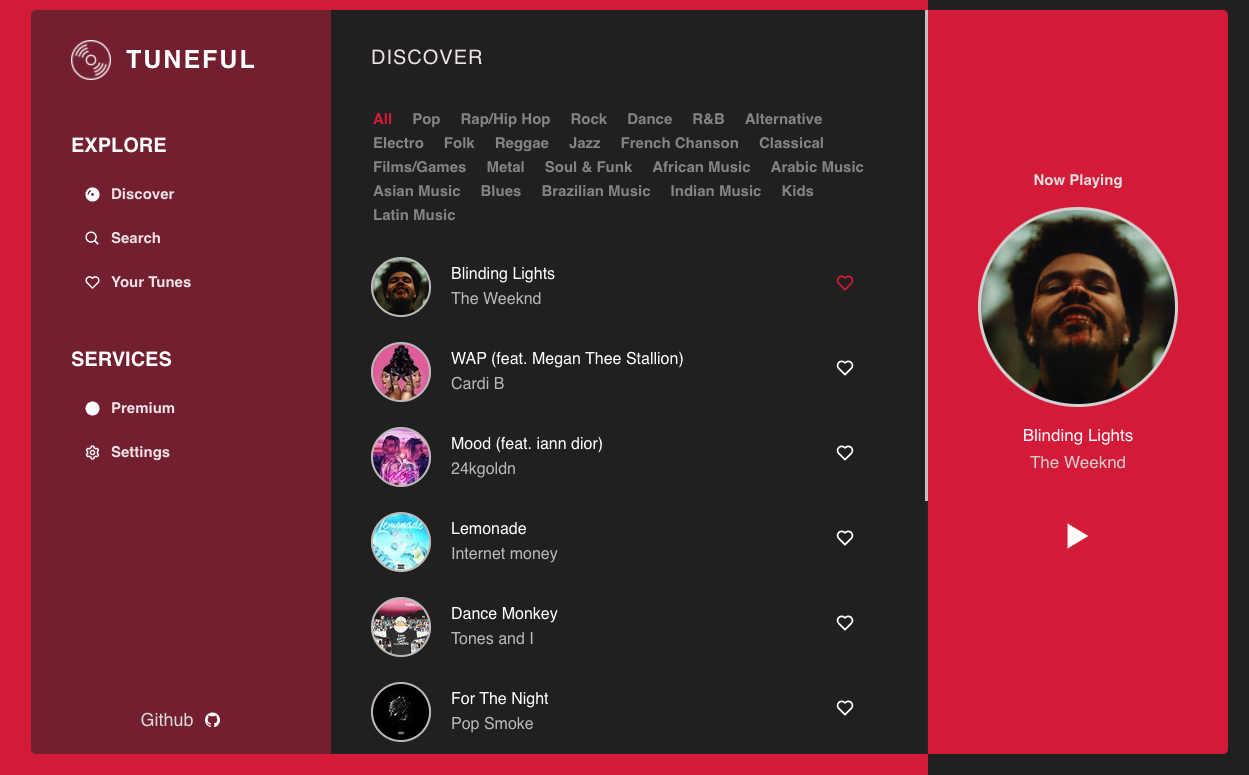 TUNEFUL
EXPLORE
Discover
Search
Your Tunes
SERVICES
Premium
Settings
Github
DISCOVER
All Pop Rap/Hip Hop Rock Dance R&B Alternative
Electro Folk Reggae Jazz French Chanson Classical
Films/Games Metal Soul & Funk African Music Arabic Music
Asian Music Blues Brazilian Music Indian Music Kids
Latin Music
Blinding Lights
The Weeknd
WAP (feat. Megan Thee Stallion)
Cardi B
Mood (feat. iann dior)
24kgoldn
Lemonade
Internet money
Dance Monkey
Tones and I
For The Night
Pop Smoke
Now Playing
Blinding Lights
The Weeknd